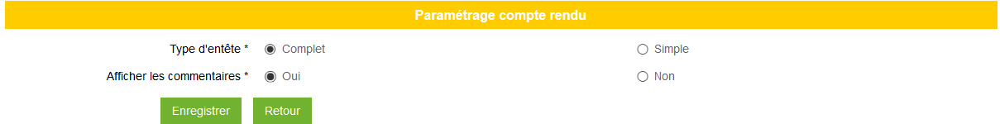 Paramétrage compte rendu
Type d'entête * Complet Simple
Afficher les commentaires * Oui Non
Enregistrer Retour